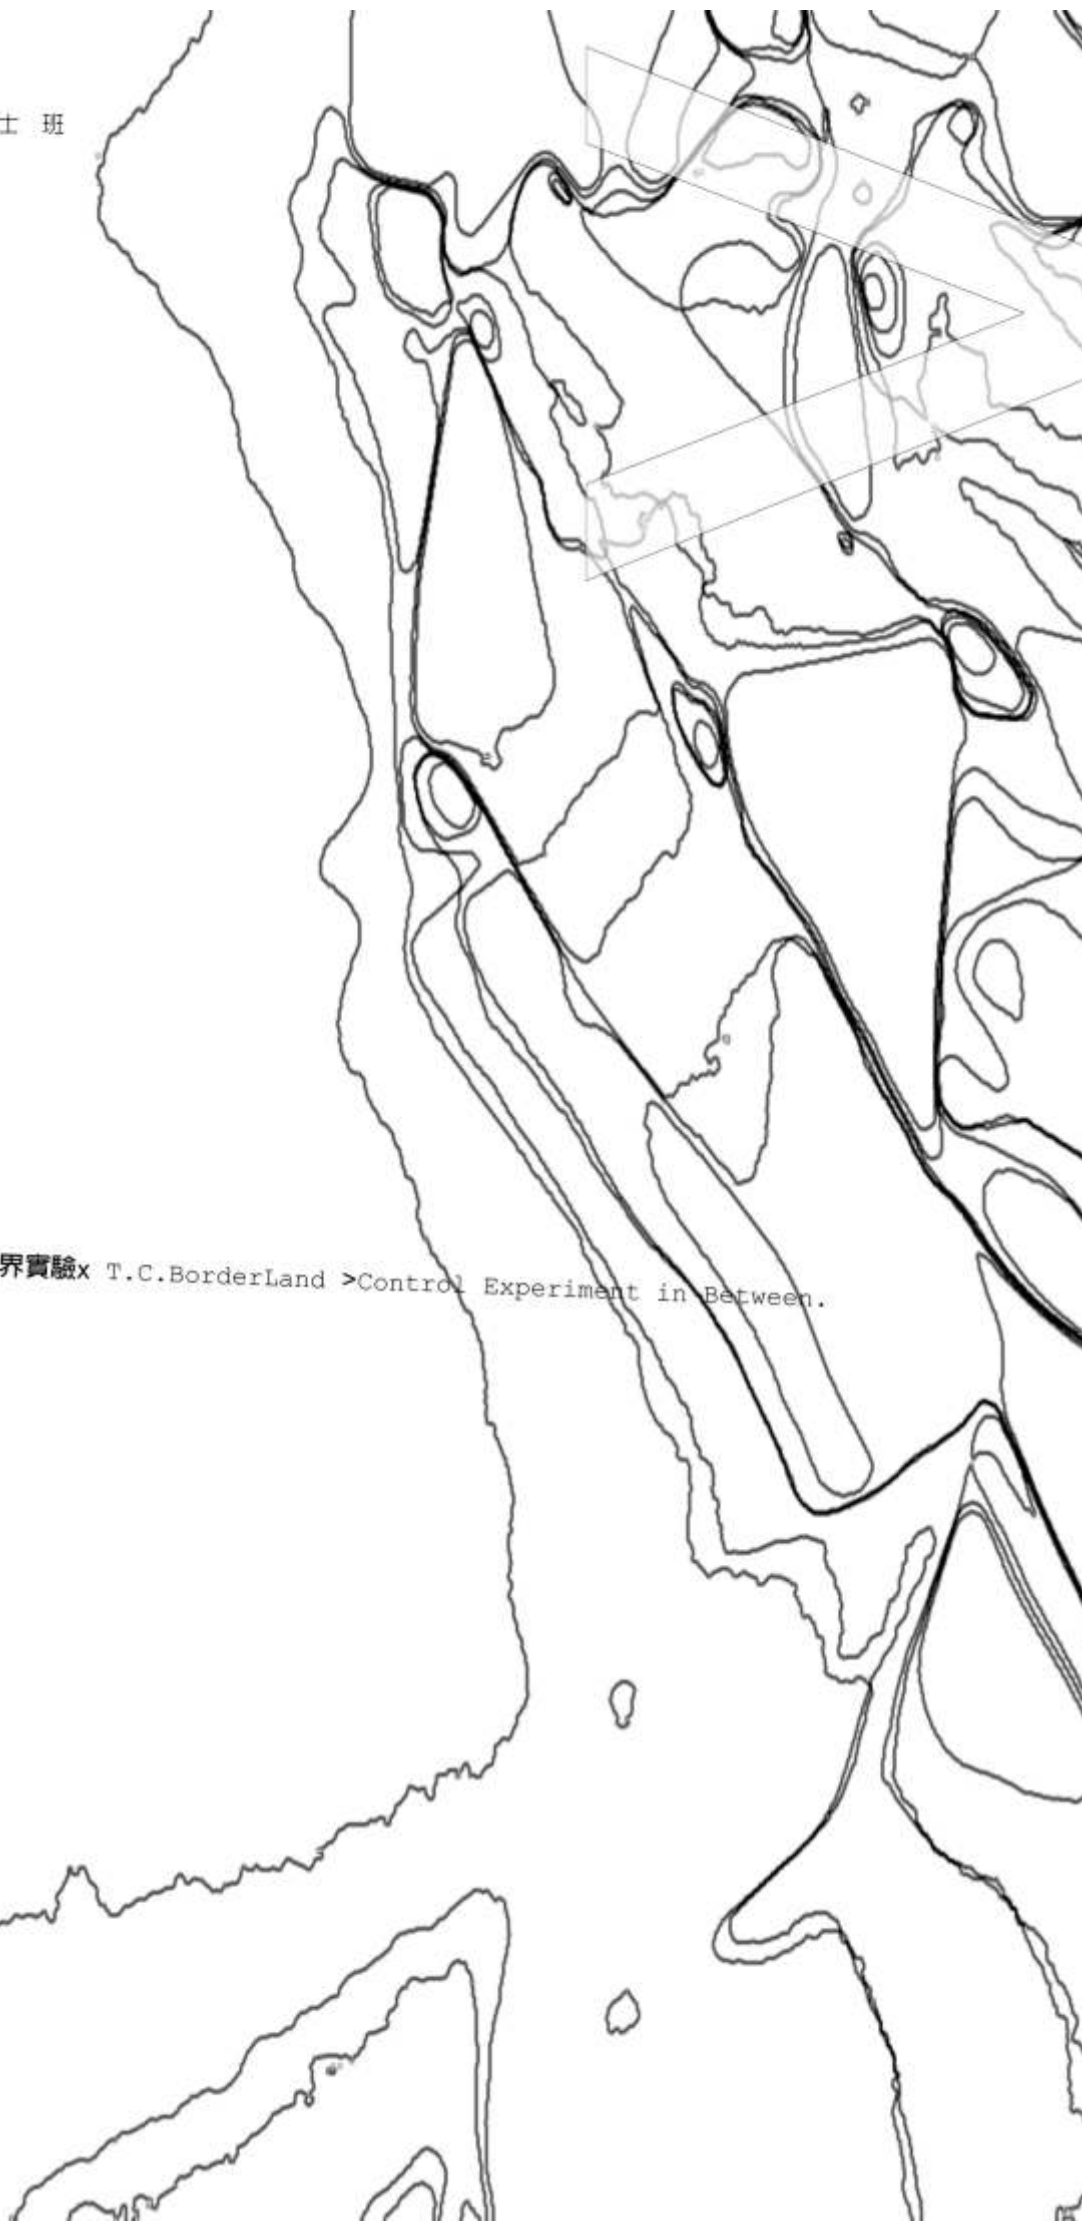 士 班
界實驗x T.C.BorderLand >Control Experiment in Between.